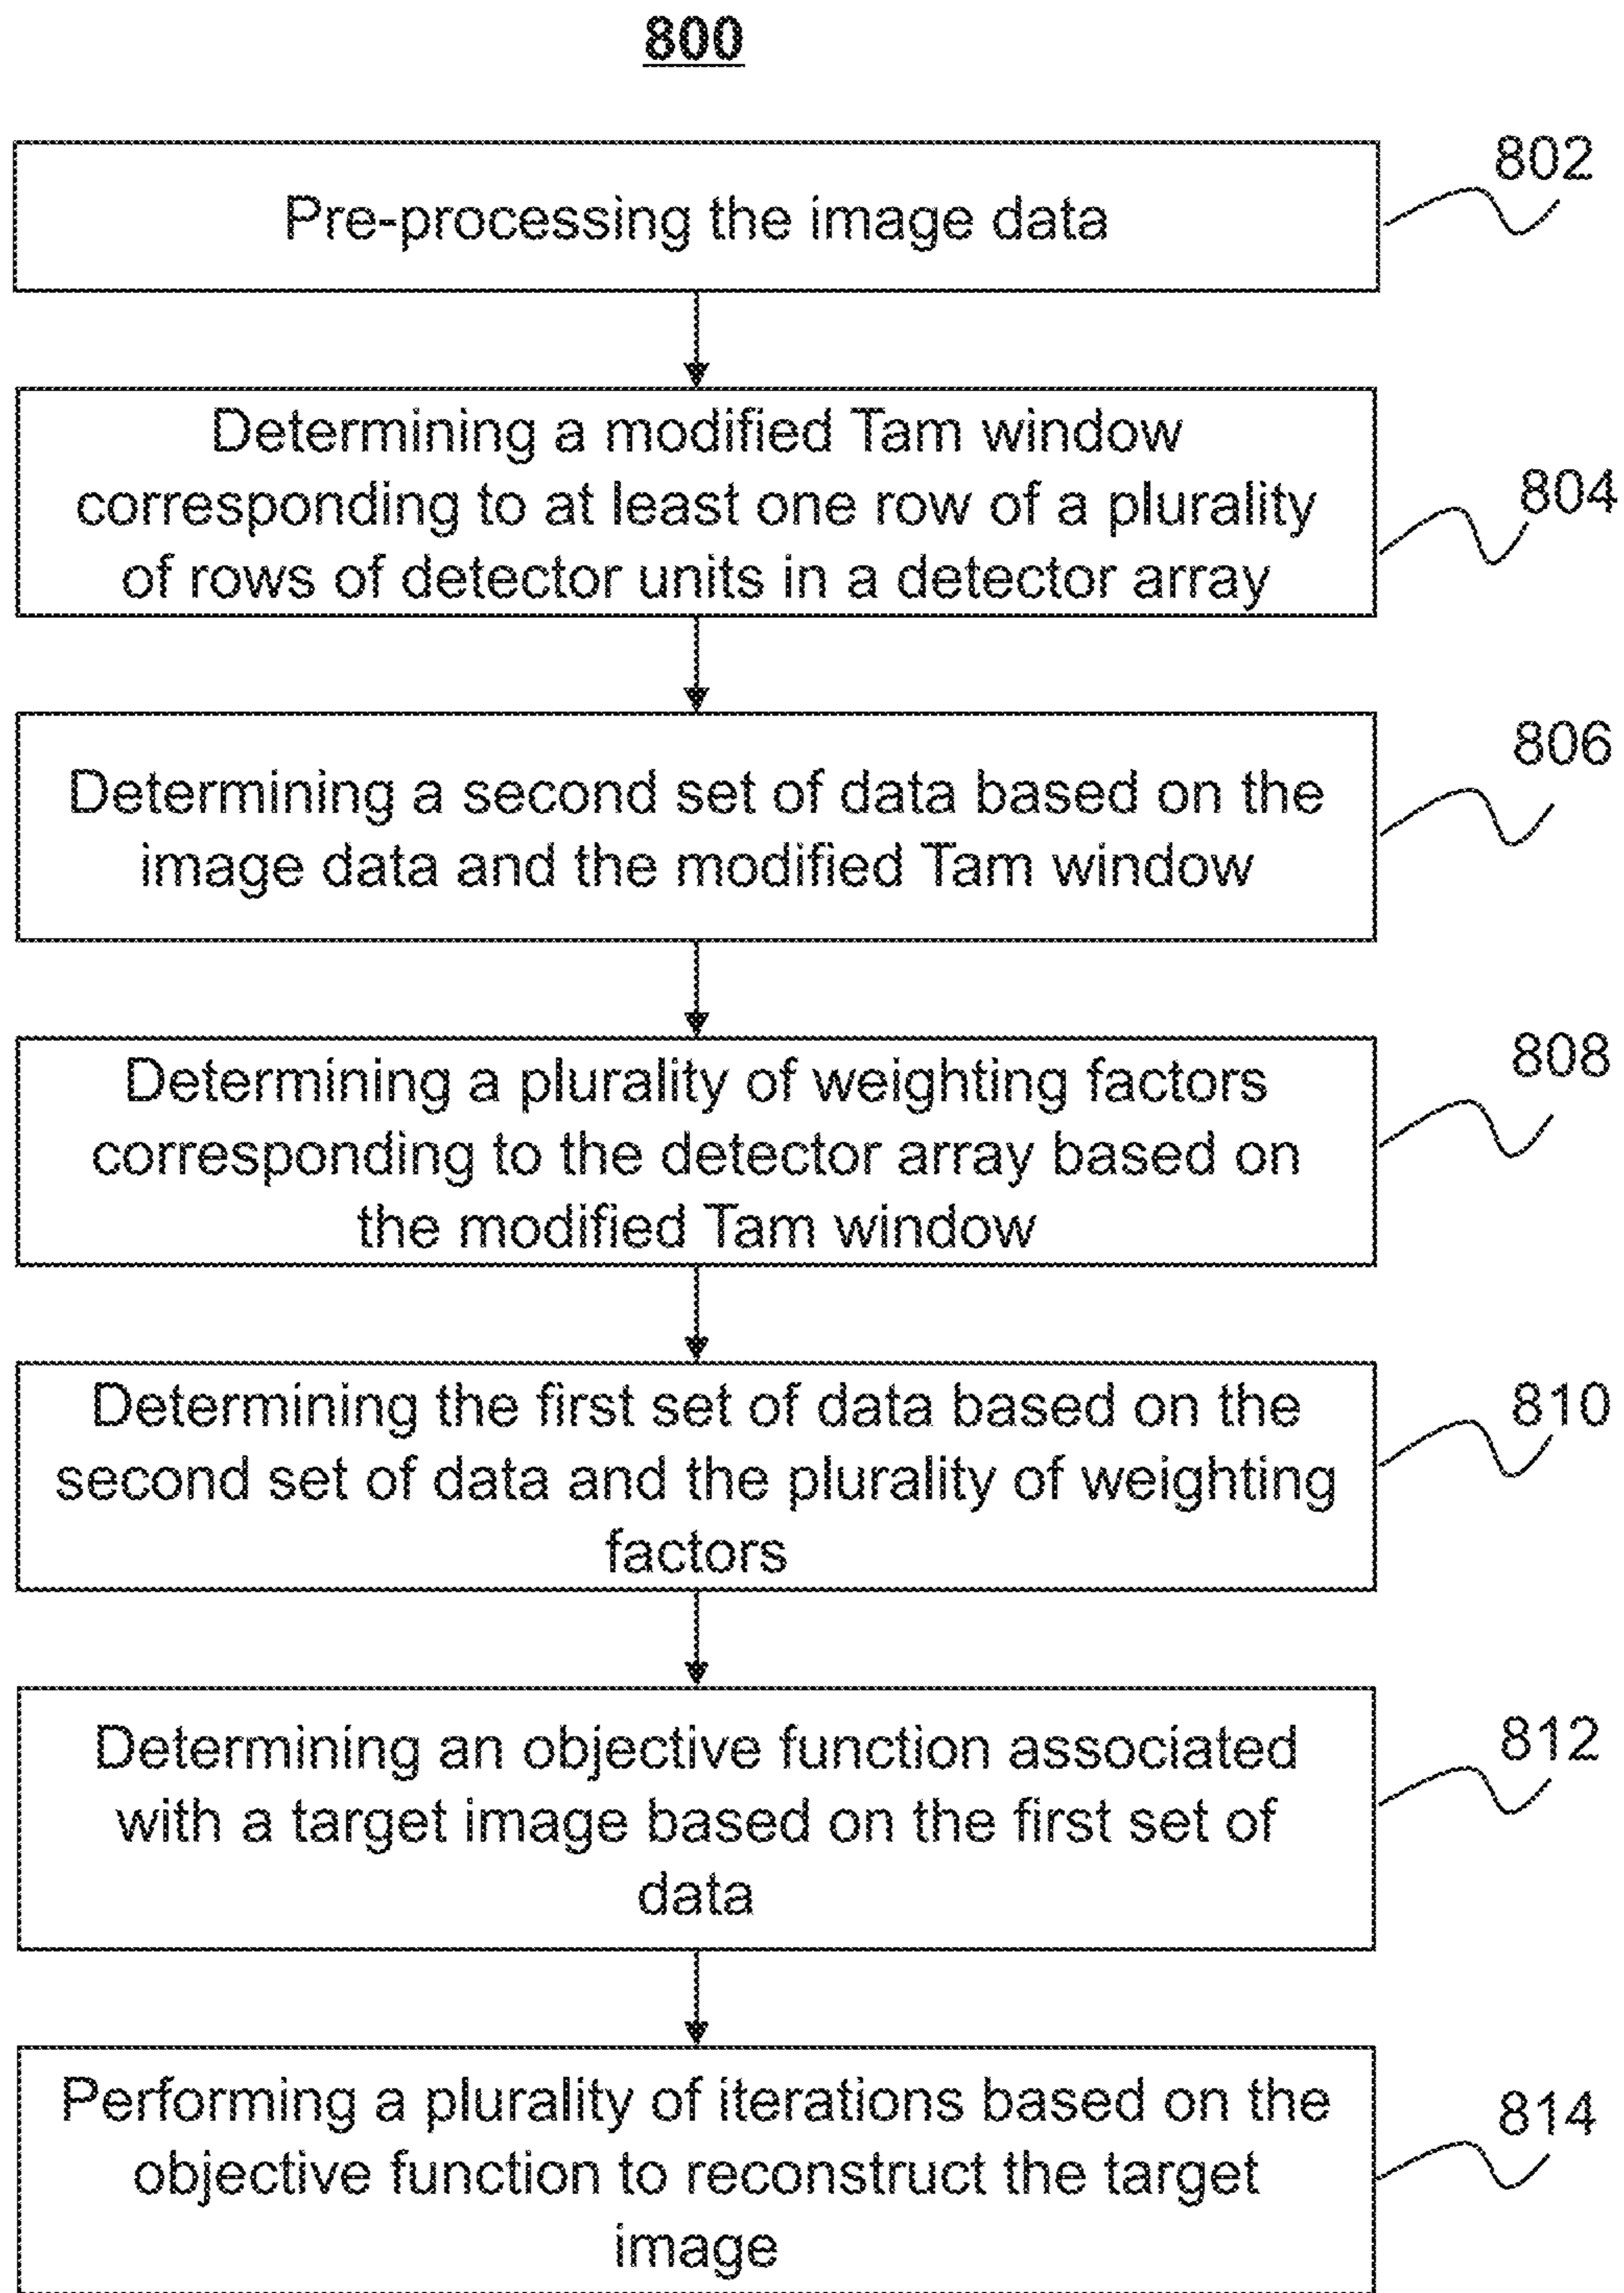 800
Pre-processing the image data
802
Determining a modified Tam window
corresponding to at least one row of a plurality
of rows of detector units in a detector array
804
Determining a second set of data based on the
image data and the modified Tam window
806
Determining a plurality of weighting factors
corresponding to the detector array based on
the modified Tam window
808
Determining the first set of data based on the
second set of data and the plurality of weighting
factors
810
Determining an objective function associated
with a target image based on the first set of
data
812
Performing a plurality of iterations based on the
objective function to reconstruct the target
image
814